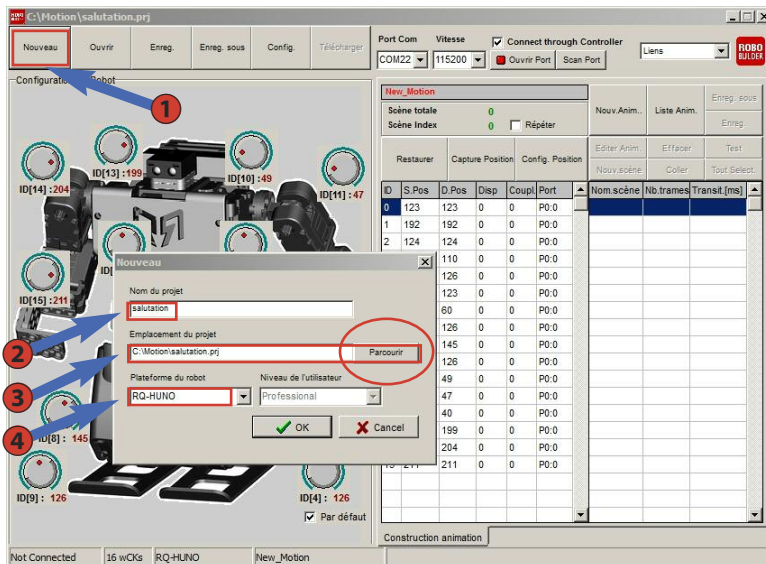 C:\Motion\salutation.prj
Nouveau
Ouvrir
Enreg.
Enreg. sous
Config.
Télécharger
Port Com
Vitesse
Connect through Controller
COM22
115200
Ouvrir Port
Scan Port
Liens
ROBO
BUILDER
1
ID[14] :204
ID[13] :199
ID[10] :49
ID[11] :47
ID[15] :211
ID[8] : 145
ID[9] : 126
ID[4] : 126
Par défaut
Nouveau
Nom du projet
salutation
2
Emplacement du projet
C:\Motion\salutation.prj
Parcourir
3
Plateforme du robot
Niveau de l'utilisateur
RQ-HUNO
Professional
4
OK
Cancel
New_Motion
Scène totale 0
Scène Index 0
Répéter
Nouv.Anim..
Liste Anim.
Enreg. sous
Enreg.
Restaurer
Capture Position
Config. Position
Editer Anim.
Effacer
Test
Nouv.scène
Coller
Tout Select.
ID S.Pos D.Pos Disp Coupl. Port
Nom.scène Nb.trames Transit.[ms]
0 123 123 0 0 P0:0
1 192 192 0 0 P0:0
2 124 124 0 0 P0:0
110 0 0 P0:0
126 0 0 P0:0
123 0 0 P0:0
60 0 0 P0:0
126 0 0 P0:0
145 0 0 P0:0
126 0 0 P0:0
49 0 0 P0:0
47 0 0 P0:0
40 0 0 P0:0
199 0 0 P0:0
204 0 0 P0:0
15 211 211 0 0 P0:0
Construction animation
Not Connected
16 wCKs
RQ-HUNO
New_Motion